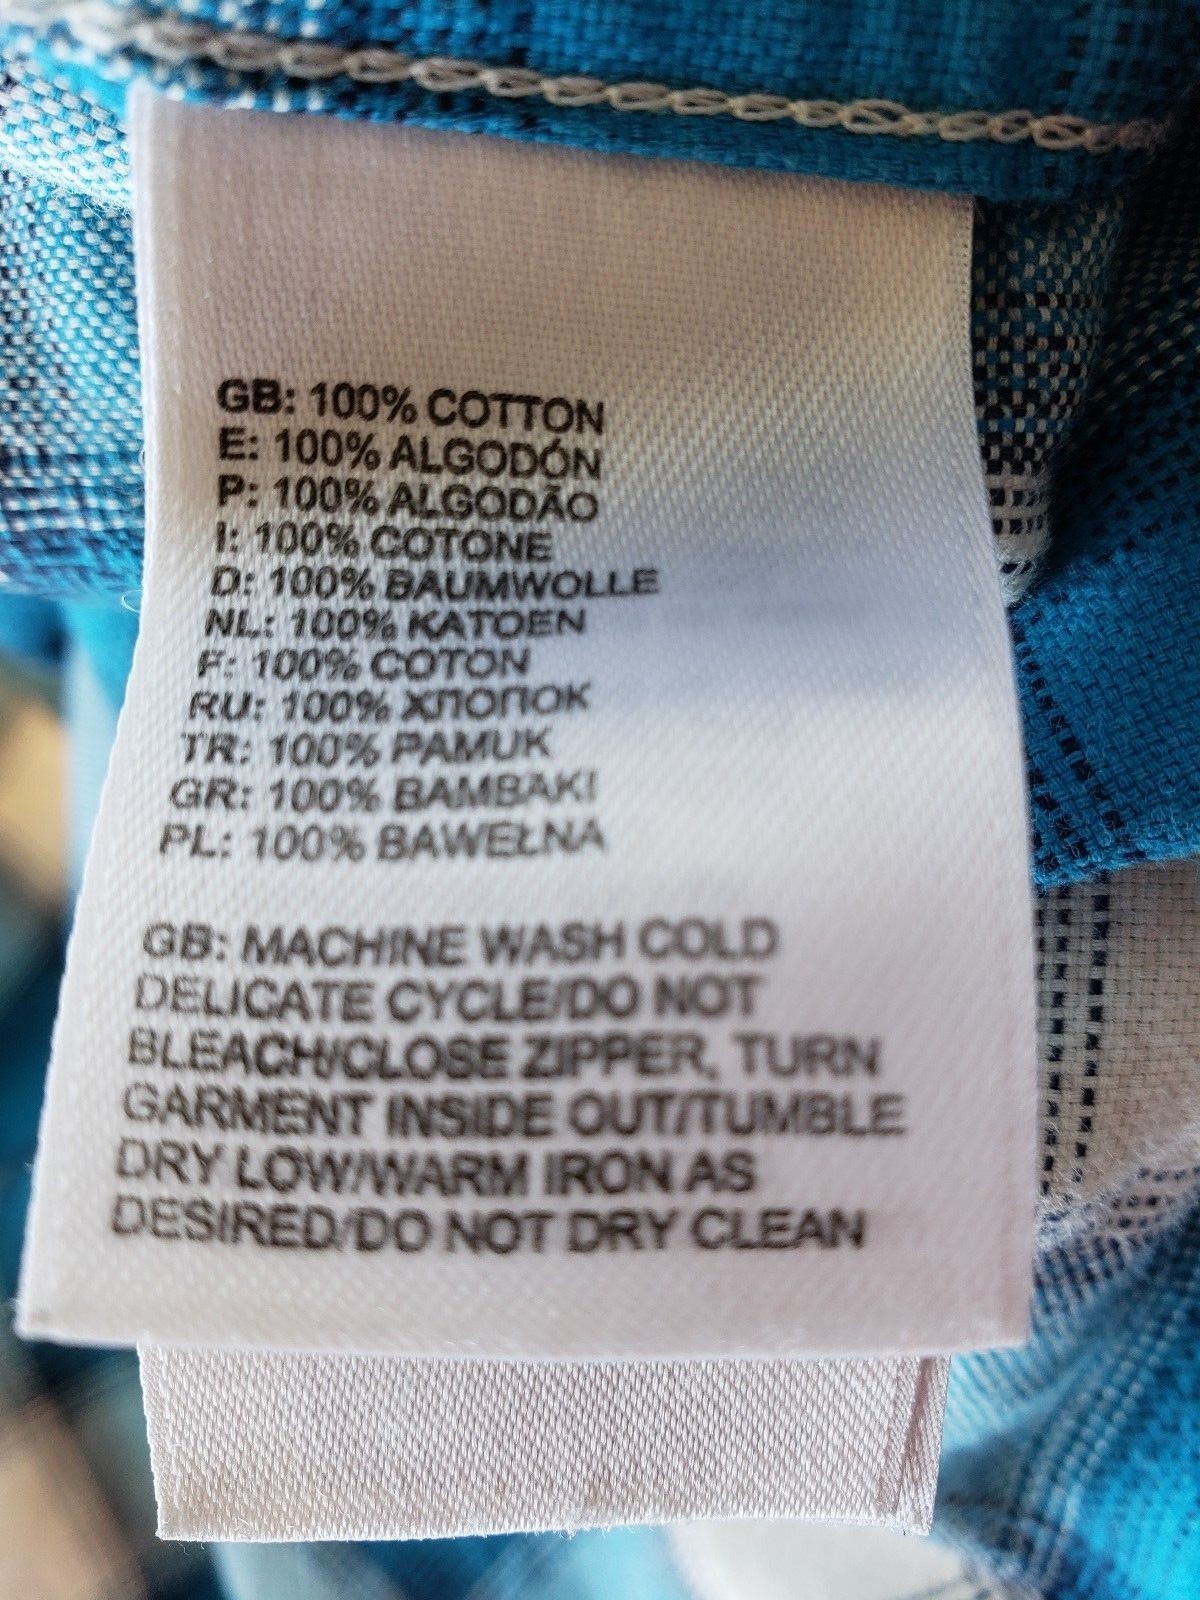 GB: 100% COTTON
E: 100% ALGODÓN
P: 100% ALGODÃO
I: 100% COTONE
D: 100% BAUMWOLLE
NL: 100% KATOEN
F: 100% COTON
RU: 100% ХПОПОК
TR: 100% PAMUK
GR: 100% BAMBAKI
PL: 100% BAWEŁNA
GB: MACHINE WASH COLD
DELICATE CYCLE/DO NOT
BLEACH/CLOSE ZIPPER, TURN
GARMENT INSIDE OUT/TUMBLE
DRY LOW/WARM IRON AS
DESIRED/DO NOT DRY CLEAN